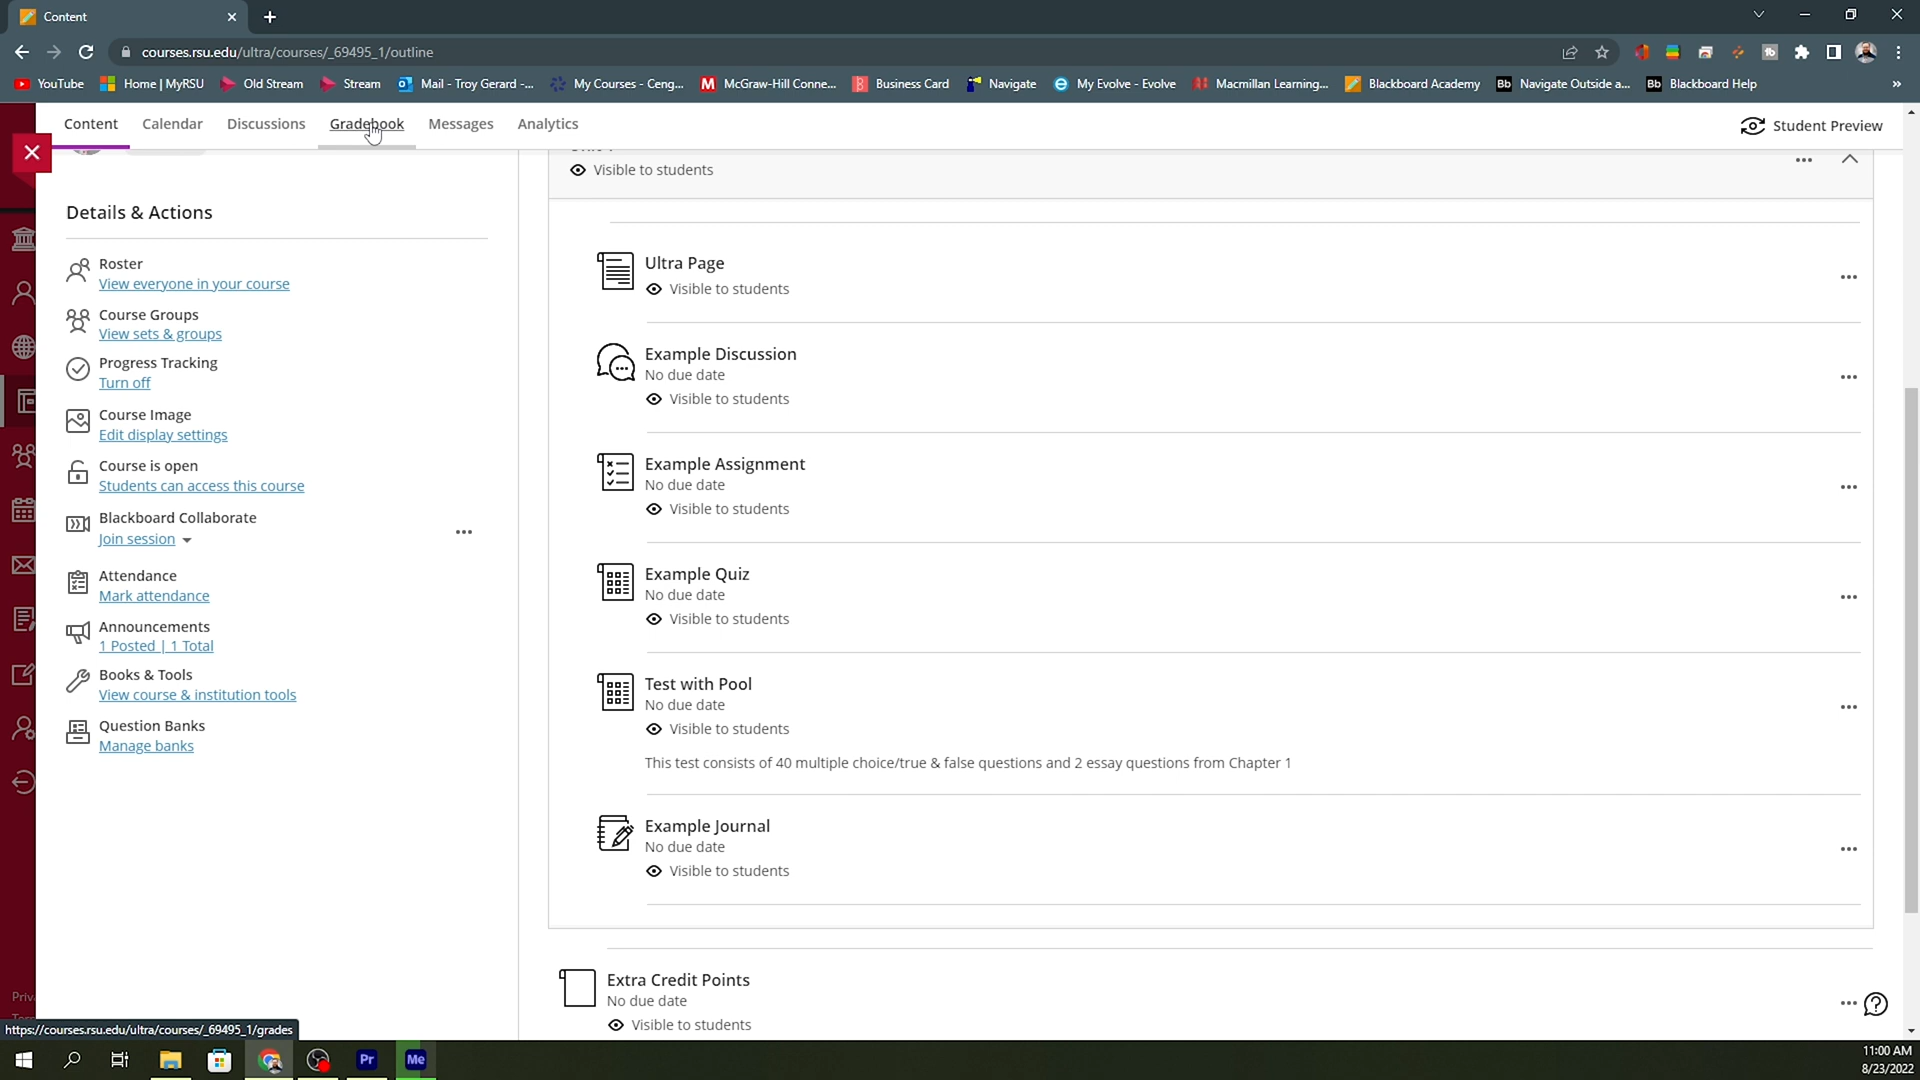 Content
courses.rsu.edu/ultra/courses/_69495_1/outline
YouTube
Home | MyRSU
Old Stream
Stream
Mail - Troy Gerard -...
My Courses - Ceng...
McGraw-Hill Conne...
Business Card
Navigate
My Evolve - Evolve
Macmillan Learning...
Blackboard Academy
Bb Navigate Outside a...
Bb Blackboard Help
»
Content
Calendar
Discussions
Gradebook
Messages
Analytics
Student Preview
Visible to students
Details & Actions
Roster
View everyone in your course
Course Groups
View sets & groups
Progress Tracking
Turn off
Course Image
Edit display settings
Course is open
Students can access this course
Blackboard Collaborate
Join session
Attendance
Mark attendance
Announcements
1 Posted | 1 Total
Books & Tools
View course & institution tools
Question Banks
Manage banks
Ultra Page
Visible to students
Example Discussion
No due date
Visible to students
Example Assignment
No due date
Visible to students
Example Quiz
No due date
Visible to students
Test with Pool
No due date
Visible to students
This test consists of 40 multiple choice/true & false questions and 2 essay questions from Chapter 1
Example Journal
No due date
Visible to students
Extra Credit Points
No due date
Visible to students
https://courses.rsu.edu/ultra/courses/_69495_1/grades
Pr
Me
11:00 AM
8/23/2022